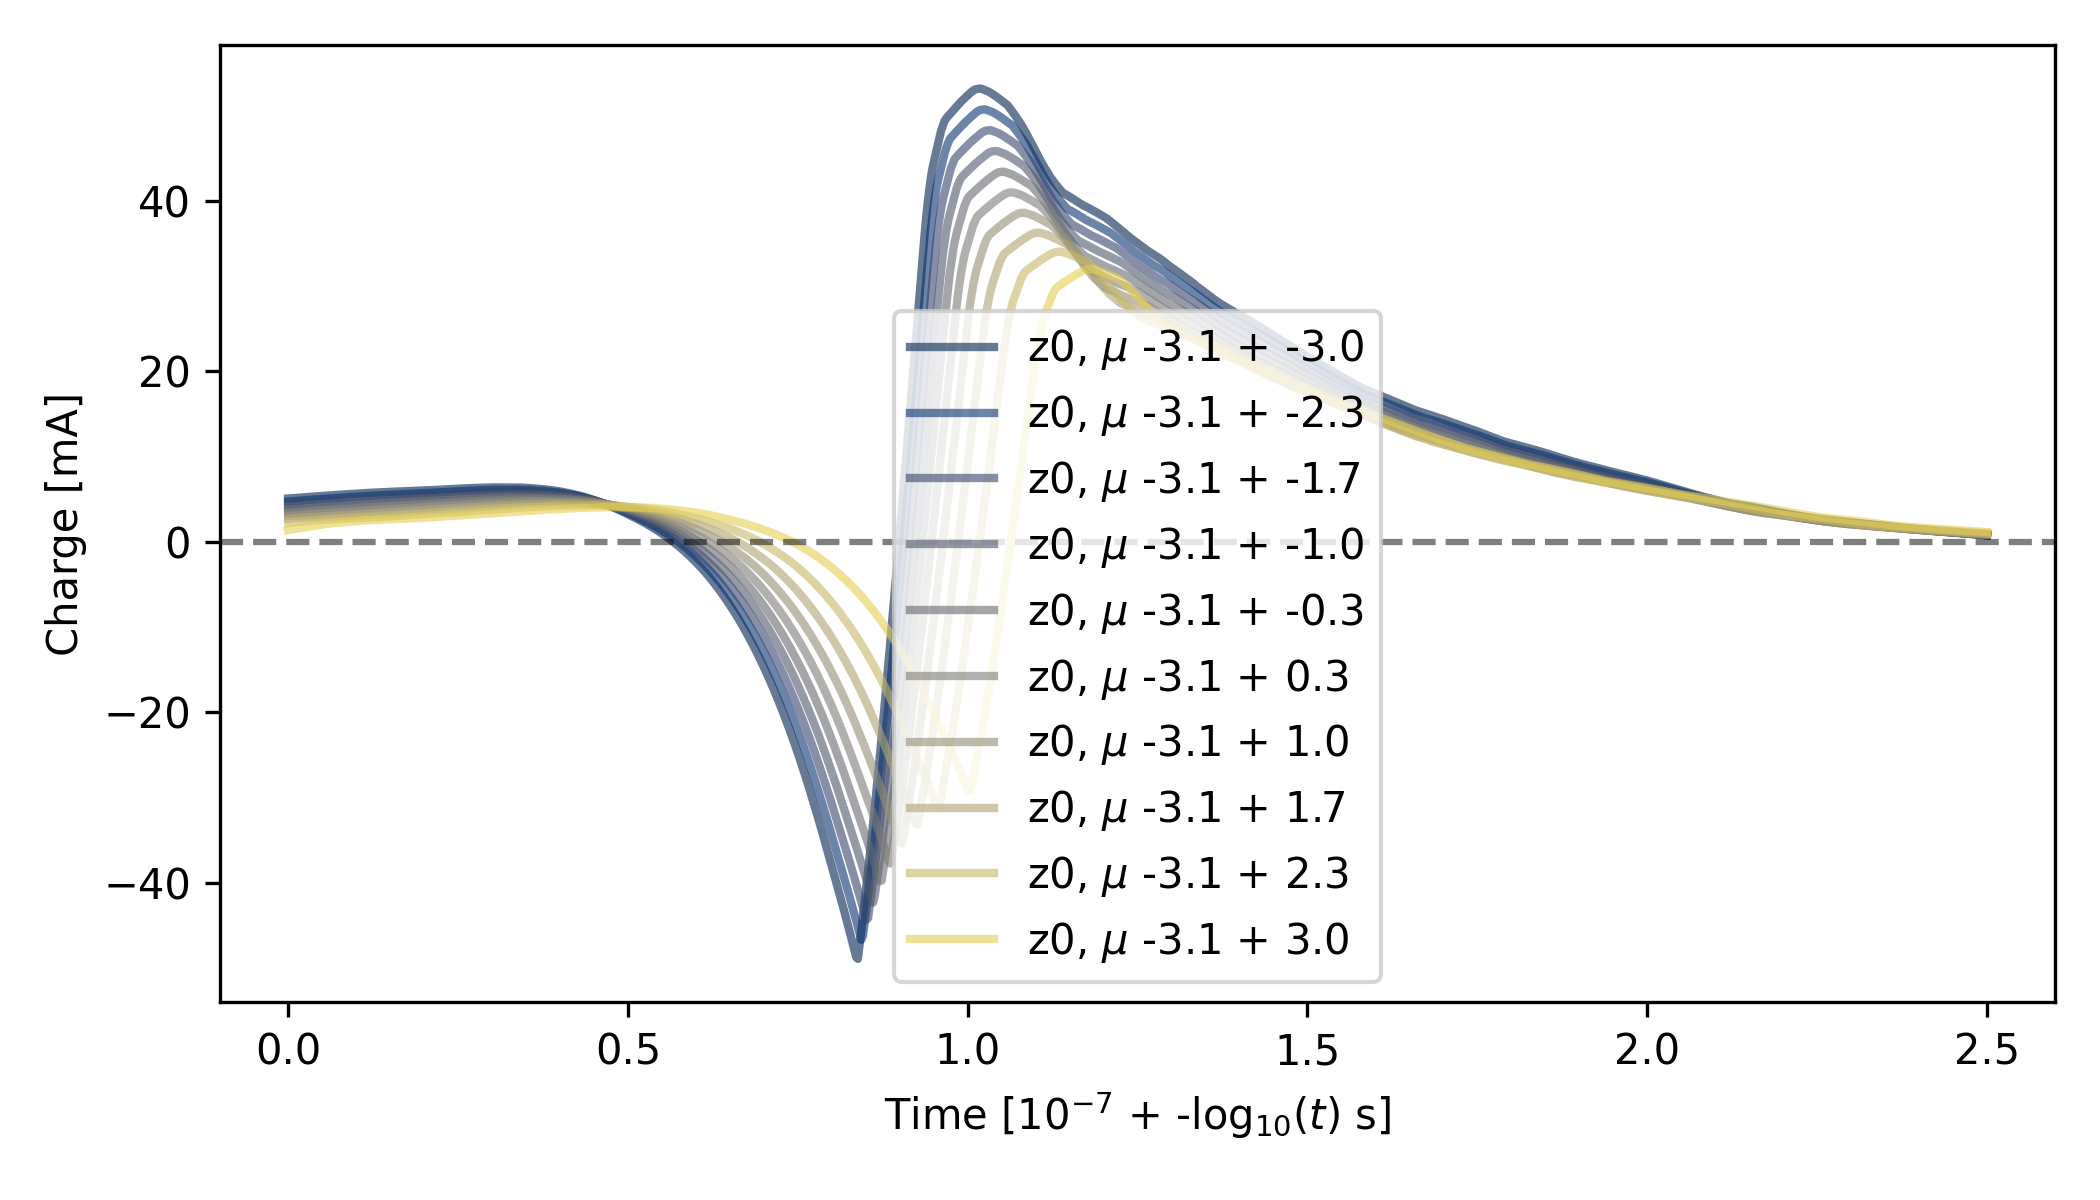 Charge [mA]
40
20
0
−20
−40
z0, μ -3.1 + -3.0
z0, μ -3.1 + -2.3
z0, μ -3.1 + -1.7
z0, μ -3.1 + -1.0
z0, μ -3.1 + -0.3
z0, μ -3.1 + 0.3
z0, μ -3.1 + 1.0
z0, μ -3.1 + 1.7
z0, μ -3.1 + 2.3
z0, μ -3.1 + 3.0
0.0 0.5 1.0 1.5 2.0 2.5
Time [10⁻⁷ + -log₁₀(t) s]